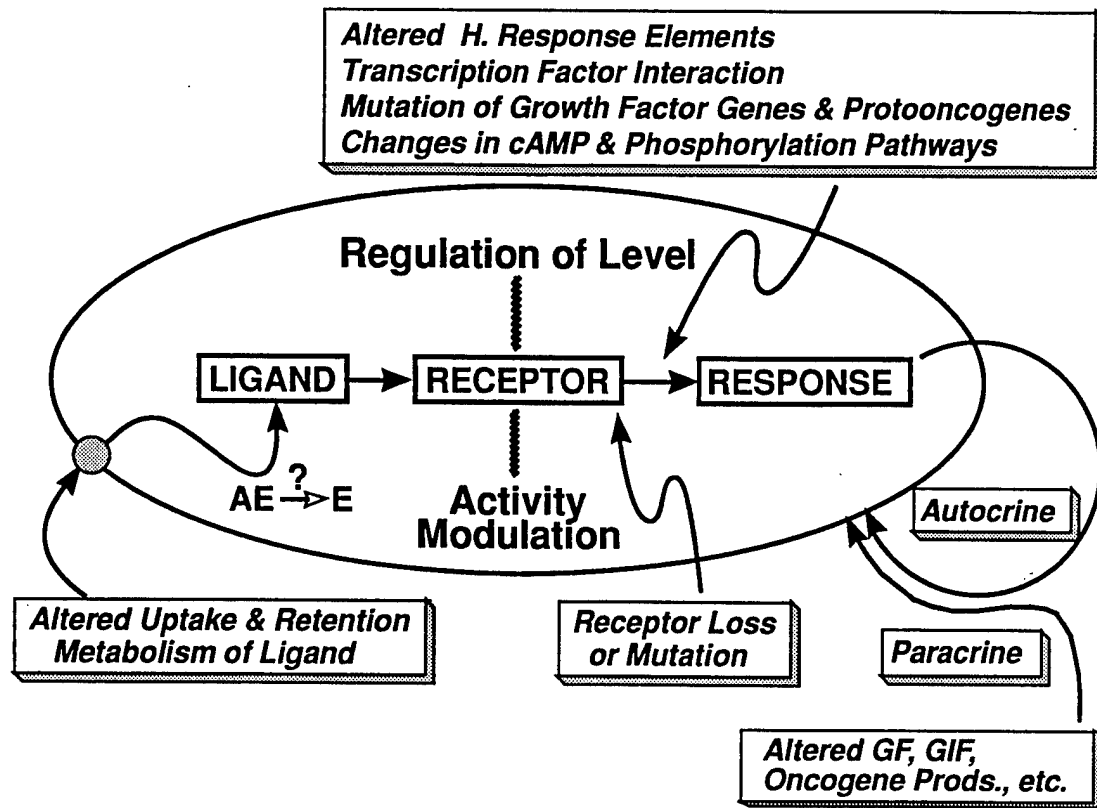 Altered H. Response Elements
Transcription Factor Interaction
Mutation of Growth Factor Genes & Protooncogenes
Changes in cAMP & Phosphorylation Pathways
Regulation of Level
LIGAND
RECEPTOR
RESPONSE
?
AE → E
Activity
Modulation
Autocrine
Altered Uptake & Retention
Metabolism of Ligand
Receptor Loss
or Mutation
Paracrine
Altered GF, GIF,
Oncogene Prods., etc.